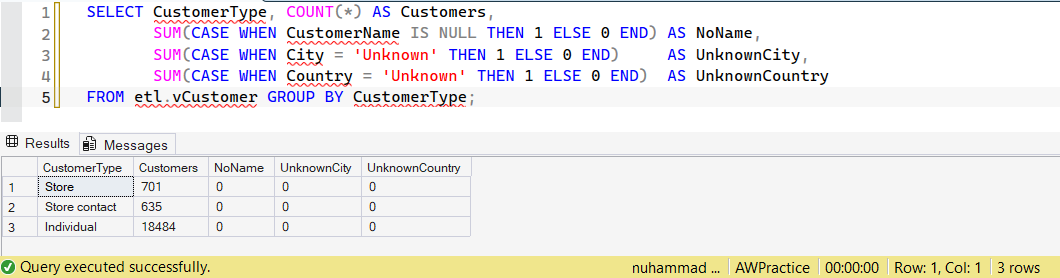 1 SELECT CustomerType, COUNT(*) AS Customers,
2 SUM(CASE WHEN CustomerName IS NULL THEN 1 ELSE 0 END) AS NoName,
3 SUM(CASE WHEN City = 'Unknown' THEN 1 ELSE 0 END) AS UnknownCity,
4 SUM(CASE WHEN Country = 'Unknown' THEN 1 ELSE 0 END) AS UnknownCountry
5 FROM etl.vCustomer GROUP BY CustomerType;
Results Messages
CustomerType Customers NoName UnknownCity UnknownCountry
1 Store 701 0 0 0
2 Store contact 635 0 0 0
3 Individual 18484 0 0 0
Query executed successfully. nuhammad ... AWPractice 00:00:00 Row: 1, Col: 1 3 rows